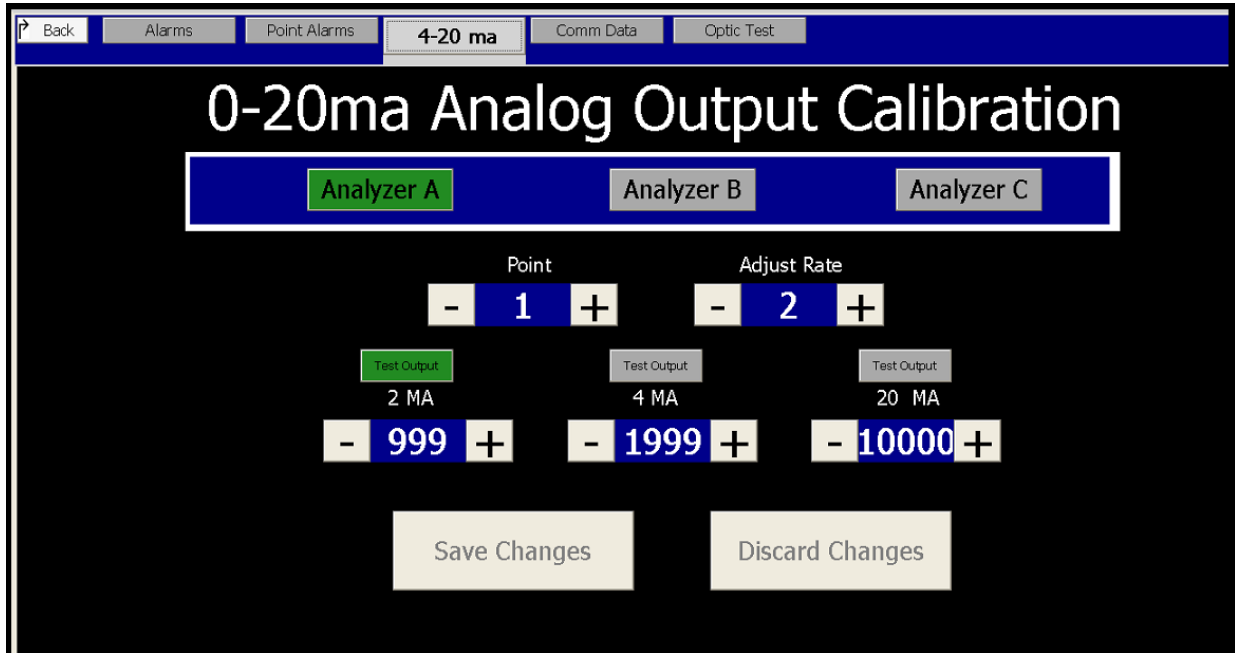 Back Alarms Point Alarms 4-20 ma Comm Data Optic Test
0-20ma Analog Output Calibration
Analyzer A Analyzer B Analyzer C
Point Adjust Rate
- 1 + - 2 +
Test Output Test Output Test Output
2 MA 4 MA 20 MA
- 999 + - 1999 + - 10000 +
Save Changes Discard Changes